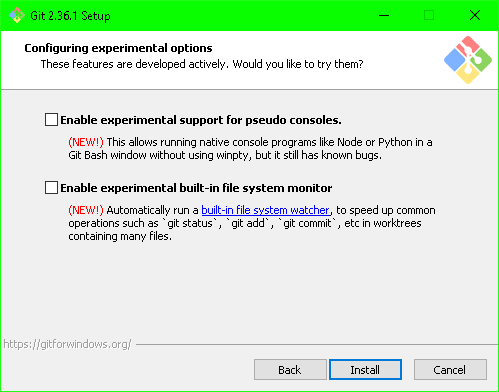 Git 2.36.1 Setup
Configuring experimental options
These features are developed actively. Would you like to try them?
Enable experimental support for pseudo consoles.
(NEW!) This allows running native console programs like Node or Python in a
Git Bash window without using winpty, but it still has known bugs.
Enable experimental built-in file system monitor
(NEW!) Automatically run a built-in file system watcher, to speed up common
operations such as `git status`, `git add`, `git commit`, etc in worktrees
containing many files.
https://gitforwindows.org/
Back
Install
Cancel